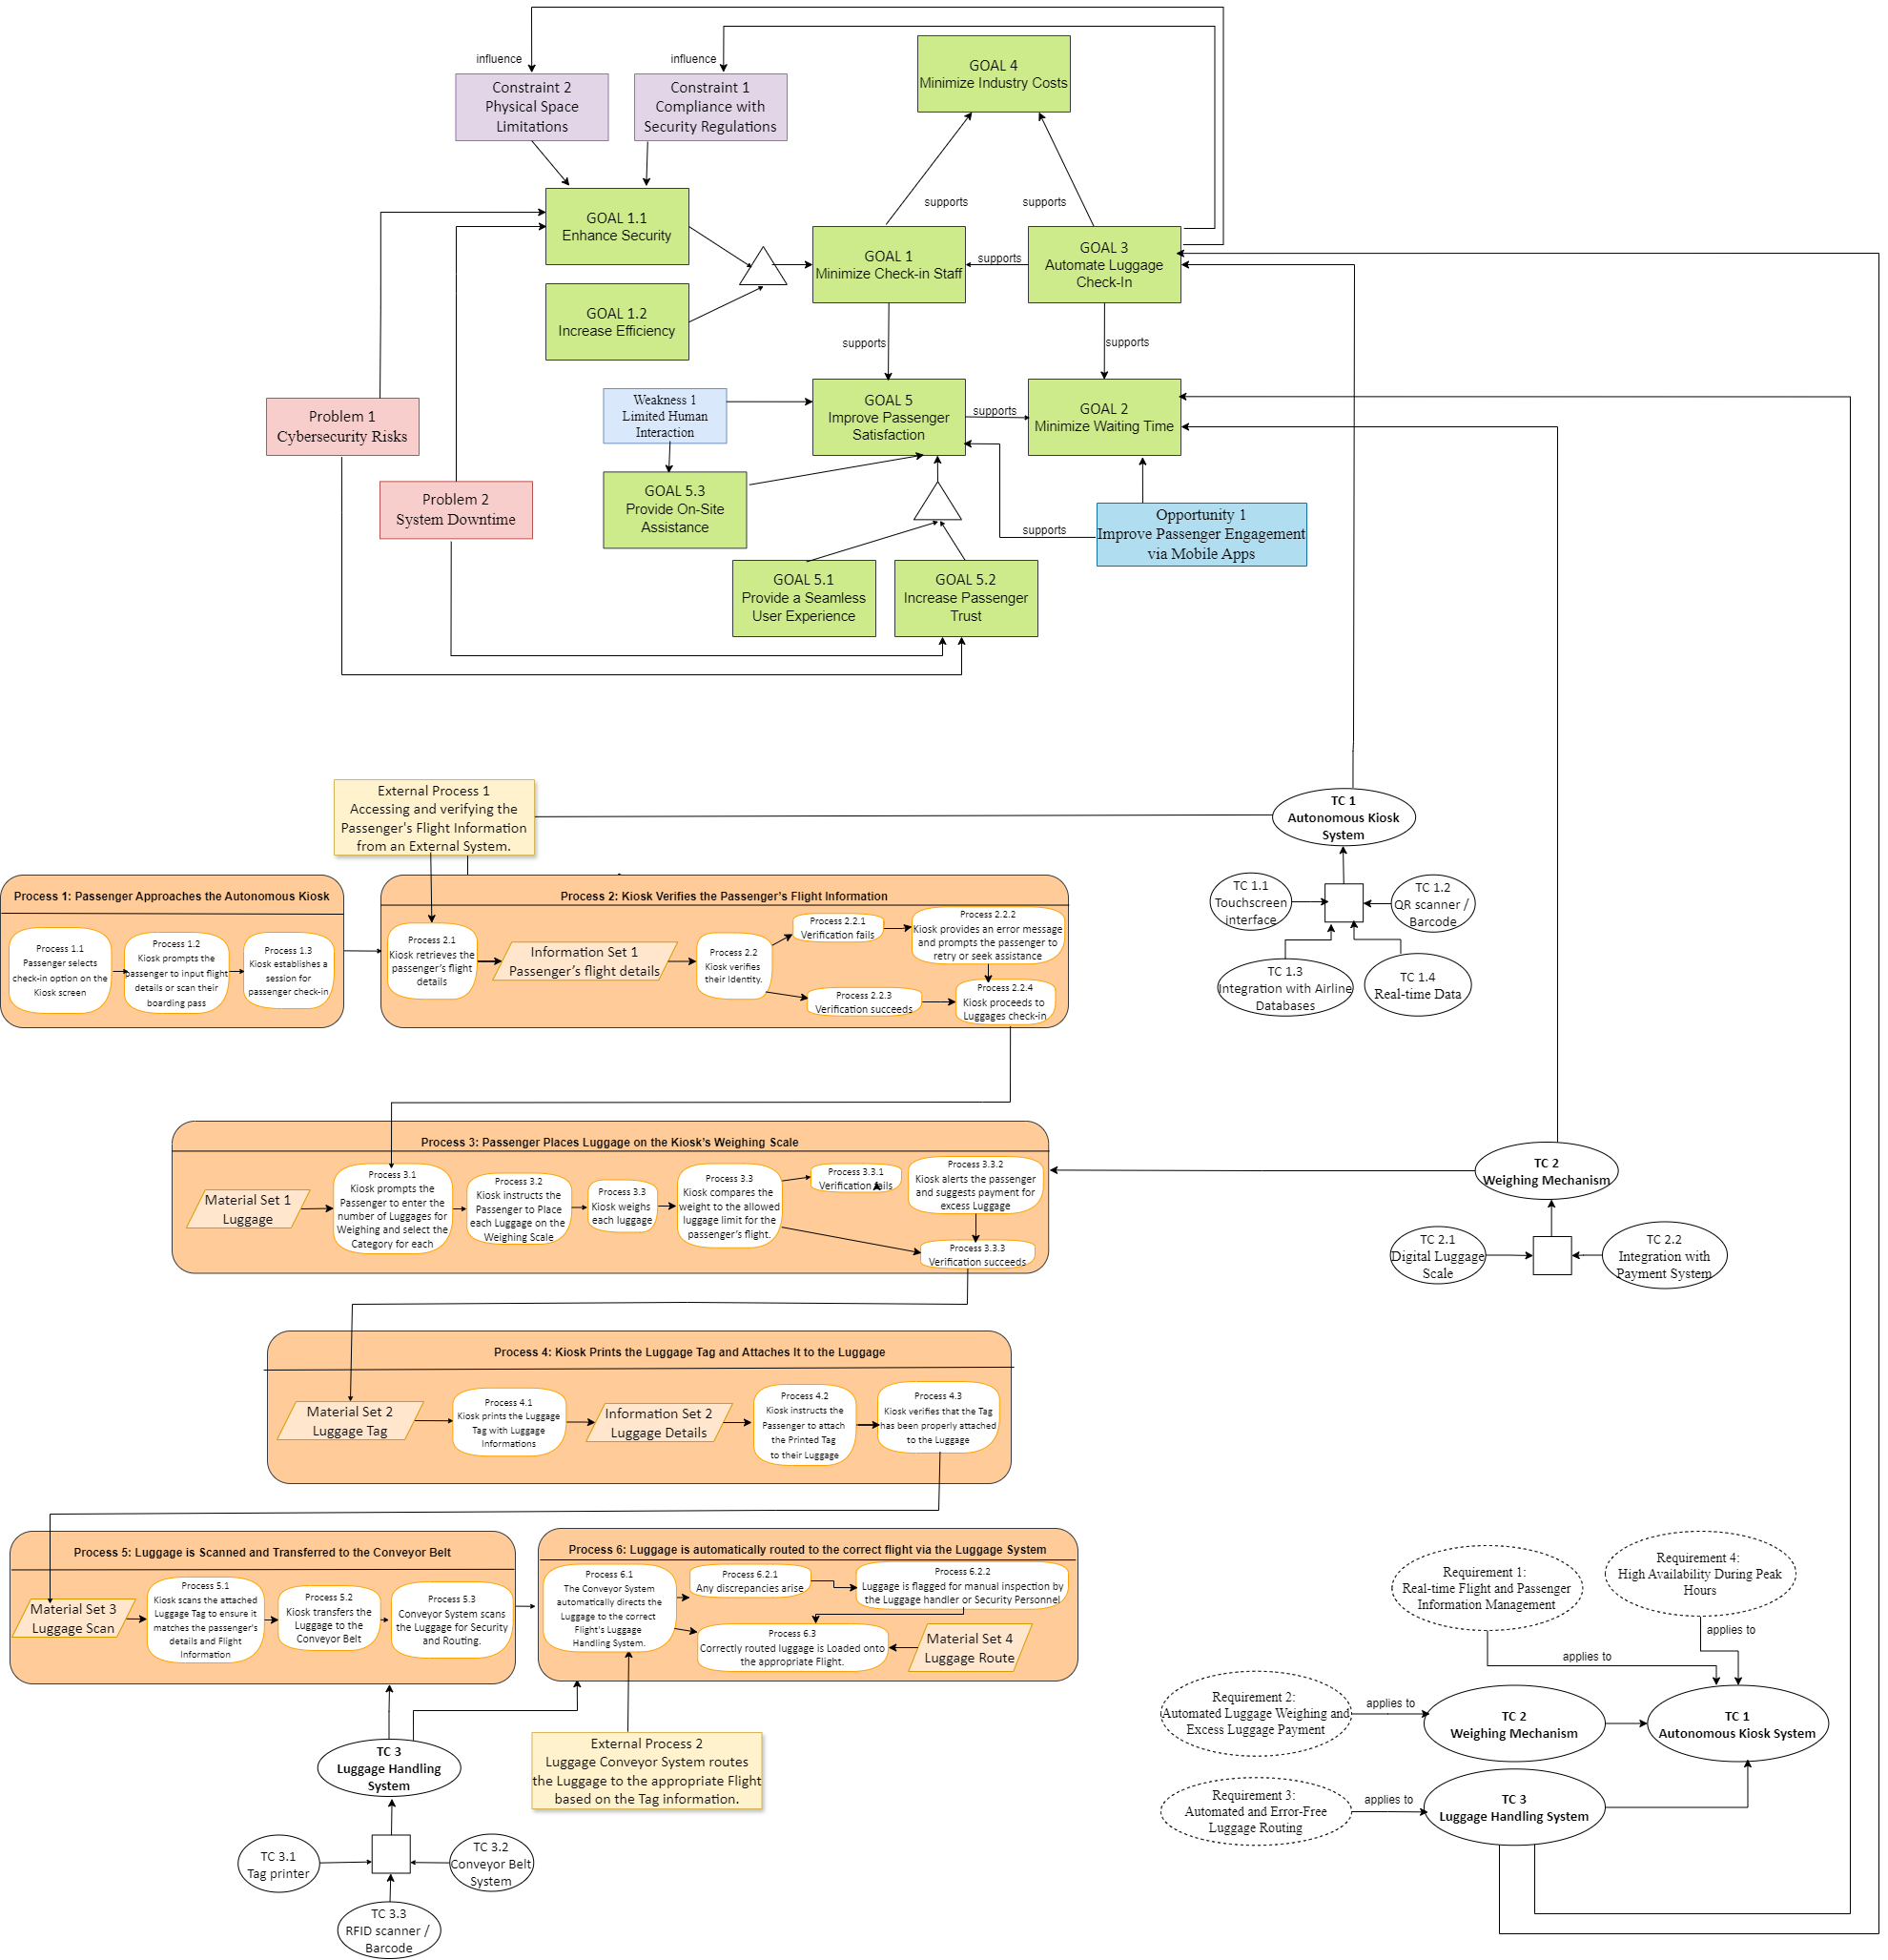 influence
influence
Constraint 2
Physical Space
Limitations
Constraint 1
Compliance with
Security Regulations
GOAL 4
Minimize Industry Costs
supports
supports
GOAL 1.1
Enhance Security
GOAL 1
Minimize Check-in Staff
supports
GOAL 3
Automate Luggage
Check-In
GOAL 1.2
Increase Efficiency
supports
supports
Problem 1
Cybersecurity Risks
Weakness 1
Limited Human
Interaction
GOAL 5
Improve Passenger
Satisfaction
supports
GOAL 2
Minimize Waiting Time
Problem 2
System Downtime
GOAL 5.3
Provide On-Site
Assistance
supports
Opportunity 1
Improve Passenger Engagement
via Mobile Apps
GOAL 5.1
Provide a Seamless
User Experience
GOAL 5.2
Increase Passenger
Trust
External Process 1
Accessing and verifying the
Passenger's Flight Information
from an External System.
TC 1
Autonomous Kiosk
System
TC 1.1
Touchscreen
interface
TC 1.2
QR scanner /
Barcode
TC 1.3
Integration with Airline
Databases
TC 1.4
Real-time Data
Process 1: Passenger Approaches the Autonomous Kiosk
Process 1.1
Passenger selects
check-in option on the
Kiosk screen
Process 1.2
Kiosk prompts the
passenger to input flight
details or scan their
boarding pass
Process 1.3
Kiosk establishes a
session for
passenger check-in
Process 2: Kiosk Verifies the Passenger's Flight Information
Process 2.1
Kiosk retrieves the
passenger's flight
details
Information Set 1
Passenger's flight details
Process 2.2
Kiosk verifies
their Identity.
Process 2.2.1
Verification fails
Process 2.2.2
Kiosk provides an error message
and prompts the passenger to
retry or seek assistance
Process 2.2.3
Verification succeeds
Process 2.2.4
Kiosk proceeds to
Luggages check-in
Process 3: Passenger Places Luggage on the Kiosk's Weighing Scale
Material Set 1
Luggage
Process 3.1
Kiosk prompts the
Passenger to enter the
number of Luggages for
Weighing and select the
Category for each
Process 3.2
Kiosk instructs the
Passenger to Place
each Luggage on the
Weighing Scale
Process 3.3
Kiosk weighs
each luggage
Process 3.3
Kiosk compares the
weight to the allowed
luggage limit for the
passenger's flight.
Process 3.3.1
Verification fails
Process 3.3.2
Kiosk alerts the passenger
and suggests payment for
excess Luggage
Process 3.3.3
Verification succeeds
TC 2
Weighing Mechanism
TC 2.1
Digital Luggage
Scale
TC 2.2
Integration with
Payment System
Process 4: Kiosk Prints the Luggage Tag and Attaches It to the Luggage
Material Set 2
Luggage Tag
Process 4.1
Kiosk prints the Luggage
Tag with Luggage
Informations
Information Set 2
Luggage Details
Process 4.2
Kiosk instructs the
Passenger to attach
the Printed Tag
to their Luggage
Process 4.3
Kiosk verifies that the Tag
has been properly attached
to the Luggage
Process 5: Luggage is Scanned and Transferred to the Conveyor Belt
Material Set 3
Luggage Scan
Process 5.1
Kiosk scans the attached
Luggage Tag to ensure it
matches the passenger's
details and Flight
Information
Process 5.2
Kiosk transfers the
Luggage to the
Conveyor Belt
Process 5.3
Conveyor System scans
the Luggage for Security
and Routing.
Process 6: Luggage is automatically routed to the correct flight via the Luggage System
Process 6.1
The Conveyor System
automatically directs the
Luggage to the correct
Flight's Luggage
Handling System.
Process 6.2.1
Any discrepancies arise
Process 6.2.2
Luggage is flagged for manual inspection by
the Luggage handler or Security Personnel
Process 6.3
Correctly routed luggage is Loaded onto
the appropriate Flight.
Material Set 4
Luggage Route
TC 3
Luggage Handling
System
External Process 2
Luggage Conveyor System routes
the Luggage to the appropriate Flight
based on the Tag information.
TC 3.1
Tag printer
TC 3.2
Conveyor Belt
System
TC 3.3
RFID scanner /
Barcode
Requirement 1:
Real-time Flight and Passenger
Information Management
Requirement 4:
High Availability During Peak
Hours
applies to
applies to
Requirement 2:
Automated Luggage Weighing and
Excess Luggage Payment
applies to
TC 2
Weighing Mechanism
TC 1
Autonomous Kiosk System
Requirement 3:
Automated and Error-Free
Luggage Routing
applies to
TC 3
Luggage Handling System